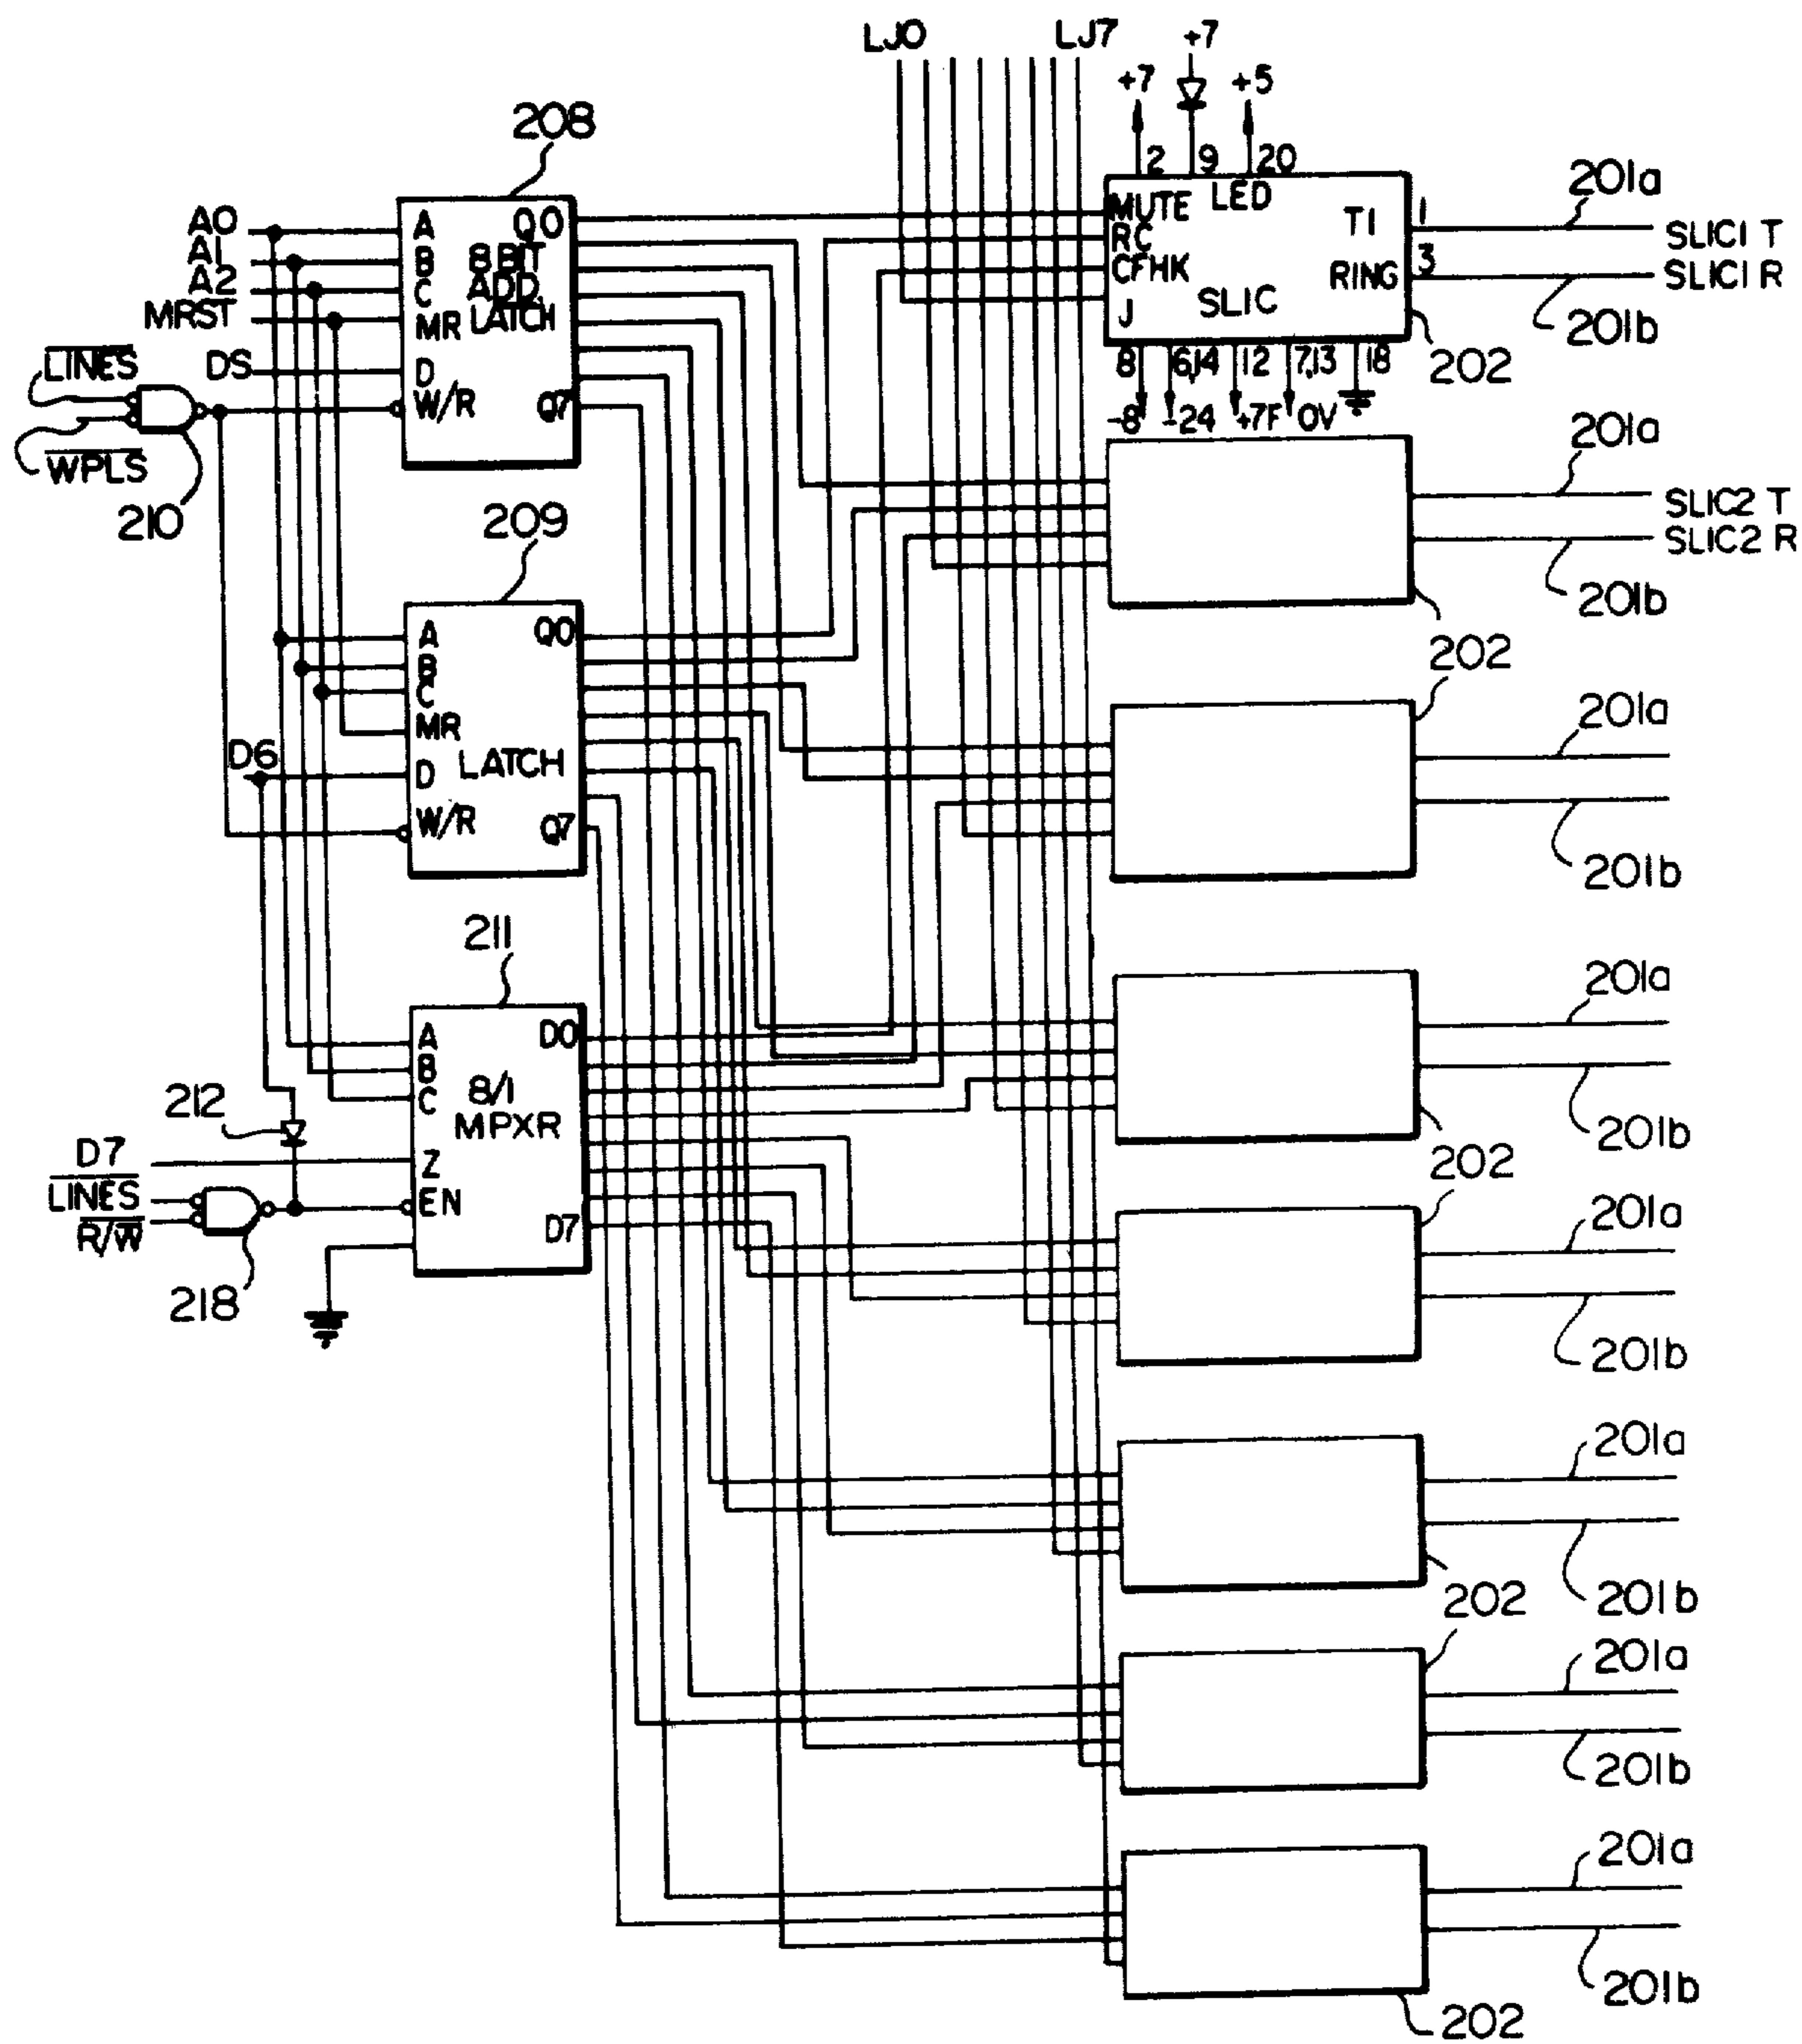 LJ0 LJ7 +7
+7 +5
208
2 9 20
A0 A Q0 MUTE LED T1 1 201a
A1 B 8 BIT RC SLIC1 T
A2 C ADD. CFHK RING 3 SLIC1 R
MRST MR LATCH J SLIC 201b
LINES DS D 8 6,14 12 7,13 18 202
W/R Q7 -8 -24 +7F 0V
WPLS 201a
210 SLIC2 T
209 SLIC2 R
201b
A Q0
B 202
C
MR 201a
D6 D LATCH
W/R Q7
201b
211
201a
A D0
B 8/1
C MPXR
212 201b
D7 Z 202
LINES EN
R/W D7 201a
218
201b
201a
202
201b
202
201a
201b
201a
201b
202